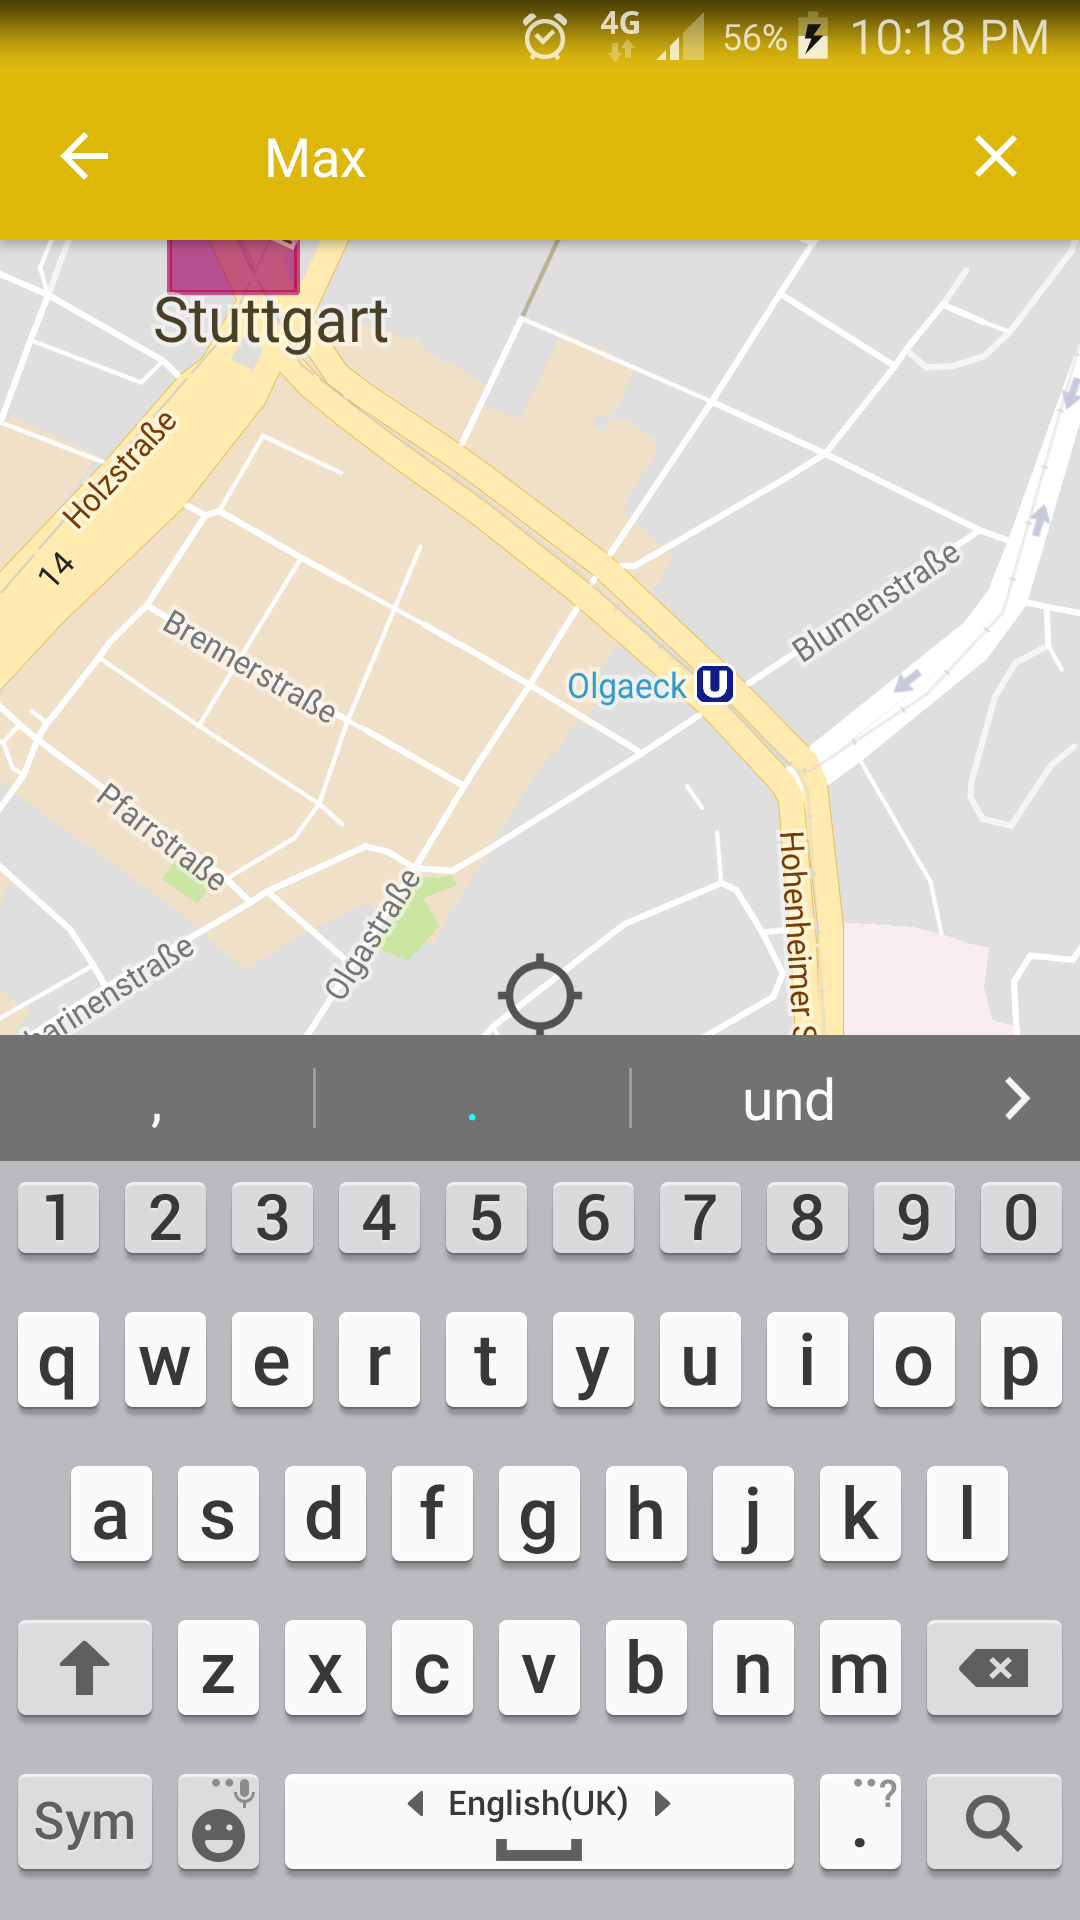 4G 56% 10:18 PM
Max
Stuttgart
Holzstraße
14
Blumenstraße
Brennerstraße
Olgaeck U
Pfarrstraße
Hohenheimer S
Olgastraße
harinenstraße
, . und
1 2 3 4 5 6 7 8 9 0
q w e r t y u i o p
a s d f g h j k l
z x c v b n m
Sym English(UK) . ?